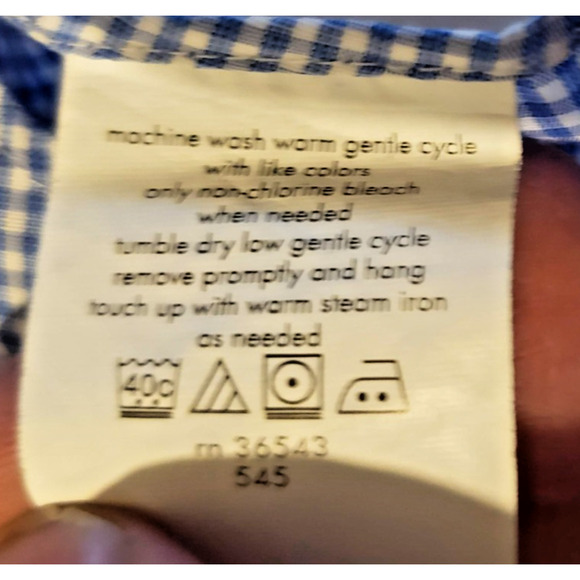 machine wash warm gentle cycle
with like colors
only non-chlorine bleach
when needed
tumble dry low gentle cycle
remove promptly and hang
touch up with warm steam iron
as needed
40c
rn 36543
545